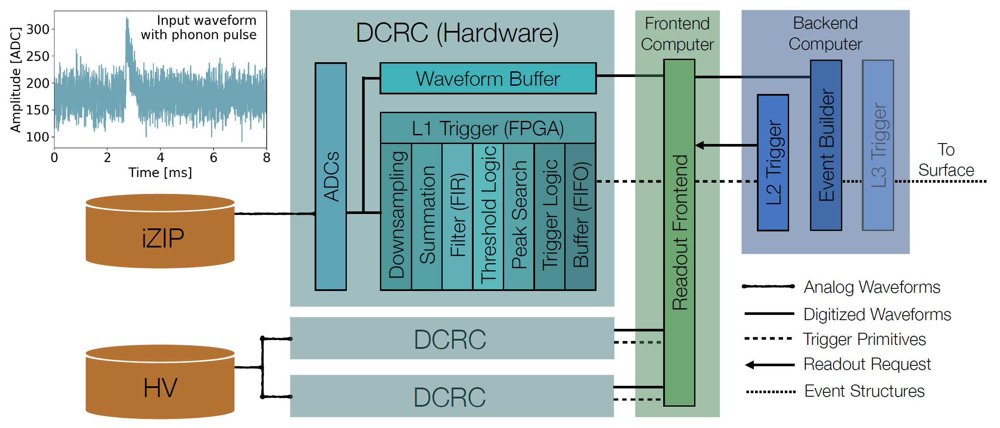 Input waveform
with phonon pulse
Amplitude [ADC]
300
250
200
150
100
0 2 4 6 8
Time [ms]
iZIP
HV
DCRC (Hardware)
ADCs
Waveform Buffer
L1 Trigger (FPGA)
Downsampling
Summation
Filter (FIR)
Threshold Logic
Peak Search
Trigger Logic
Buffer (FIFO)
DCRC
DCRC
Frontend
Computer
Readout Frontend
Backend
Computer
L2 Trigger
Event Builder
L3 Trigger
To
Surface
Analog Waveforms
Digitized Waveforms
Trigger Primitives
Readout Request
Event Structures